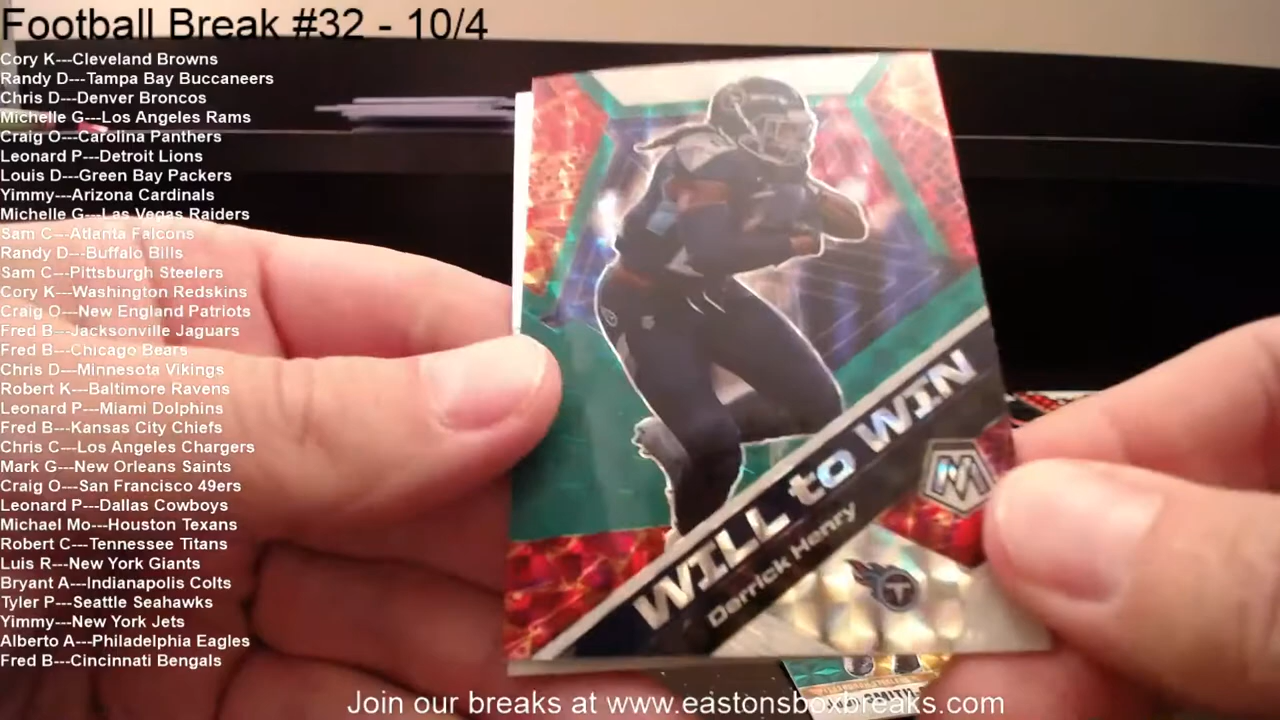 Football Break #32 - 10/4
Cory K---Cleveland Browns
Randy D---Tampa Bay Buccaneers
Chris D---Denver Broncos
Michelle G---Los Angeles Rams
Craig O---Carolina Panthers
Leonard P---Detroit Lions
Louis D---Green Bay Packers
Yimmy---Arizona Cardinals
Michelle G---Las Vegas Raiders
Sam C---Atlanta Falcons
Randy D---Buffalo Bills
Sam C---Pittsburgh Steelers
Cory K---Washington Redskins
Craig O---New England Patriots
Fred B---Jacksonville Jaguars
Fred B---Chicago Bears
Chris D---Minnesota Vikings
Robert K---Baltimore Ravens
Leonard P---Miami Dolphins
Fred B---Kansas City Chiefs
Chris C---Los Angeles Chargers
Mark G---New Orleans Saints
Craig O---San Francisco 49ers
Leonard P---Dallas Cowboys
Michael Mo---Houston Texans
Robert C---Tennessee Titans
Luis R---New York Giants
Bryant A---Indianapolis Colts
Tyler P---Seattle Seahawks
Yimmy---New York Jets
Alberto A---Philadelphia Eagles
Fred B---Cincinnati Bengals
WILL to WIN
Derrick Henry
M
T
Join our breaks at www.eastonsboxbreaks.com